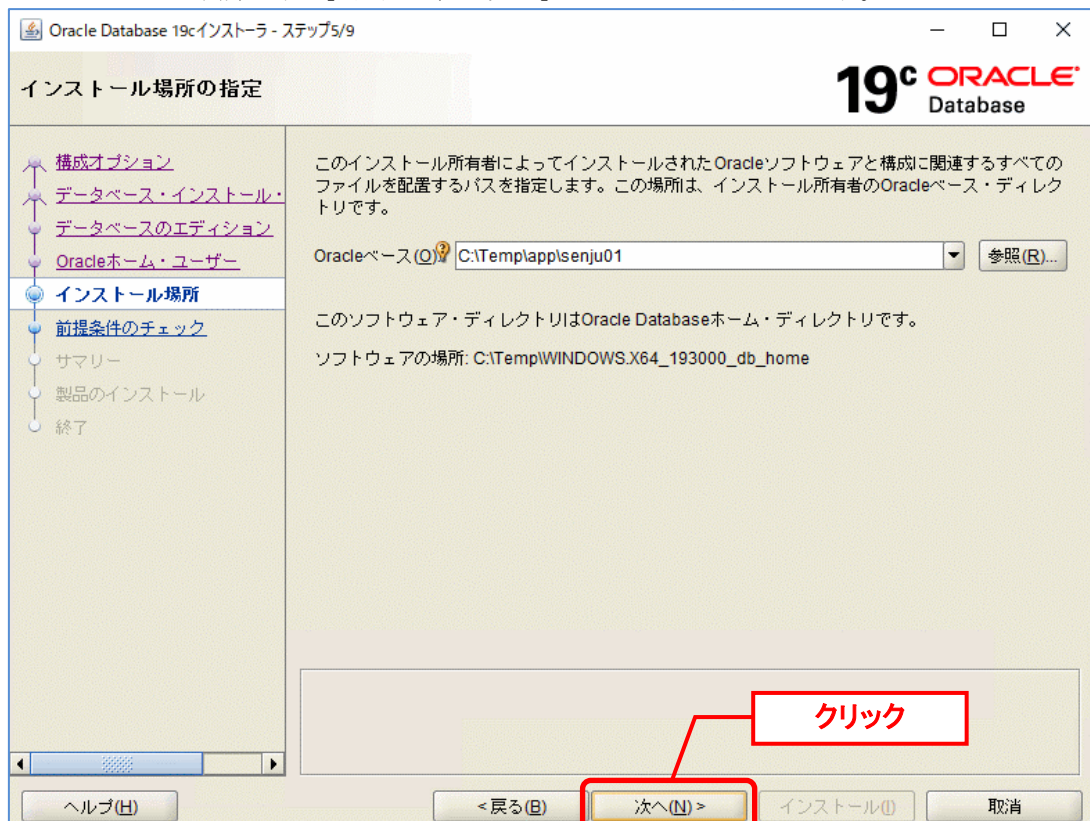 Oracle Database 19cインストーラ - ステップ5/9
インストール場所の指定
19c ORACLE
Database
構成オプション
データベース・インストール・
データベースのエディション
Oracleホーム・ユーザー
インストール場所
前提条件のチェック
サマリー
製品のインストール
終了
このインストール所有者によってインストールされたOracleソフトウェアと構成に関連するすべての
ファイルを配置するパスを指定します。この場所は、インストール所有者のOracleベース・ディレク
トリです。
Oracleベース(O) C:\Temp\app\senju01 参照(R)...
このソフトウェア・ディレクトリはOracle Databaseホーム・ディレクトリです。
ソフトウェアの場所: C:\Temp\WINDOWS.X64_193000_db_home
クリック
ヘルプ(H) <戻る(B) 次へ(N)> インストール(I) 取消